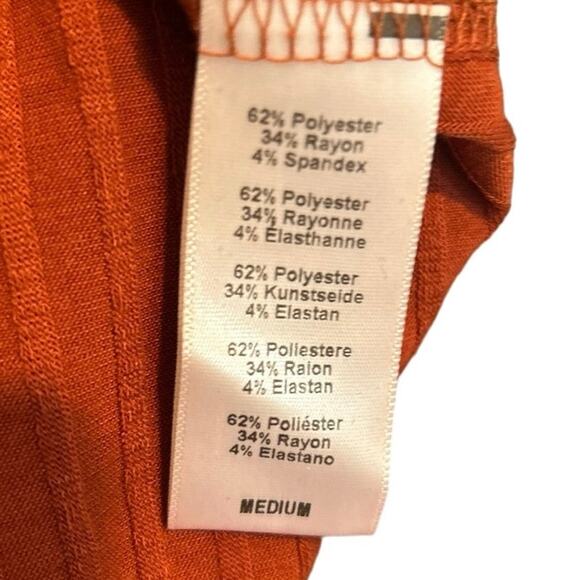 62% Polyester
34% Rayon
4% Spandex
62% Polyester
34% Rayonne
4% Élasthanne
62% Polyester
34% Kunstseide
4% Elastan
62% Poliestere
34% Raion
4% Elastan
62% Poliéster
34% Rayon
4% Elastano
MEDIUM